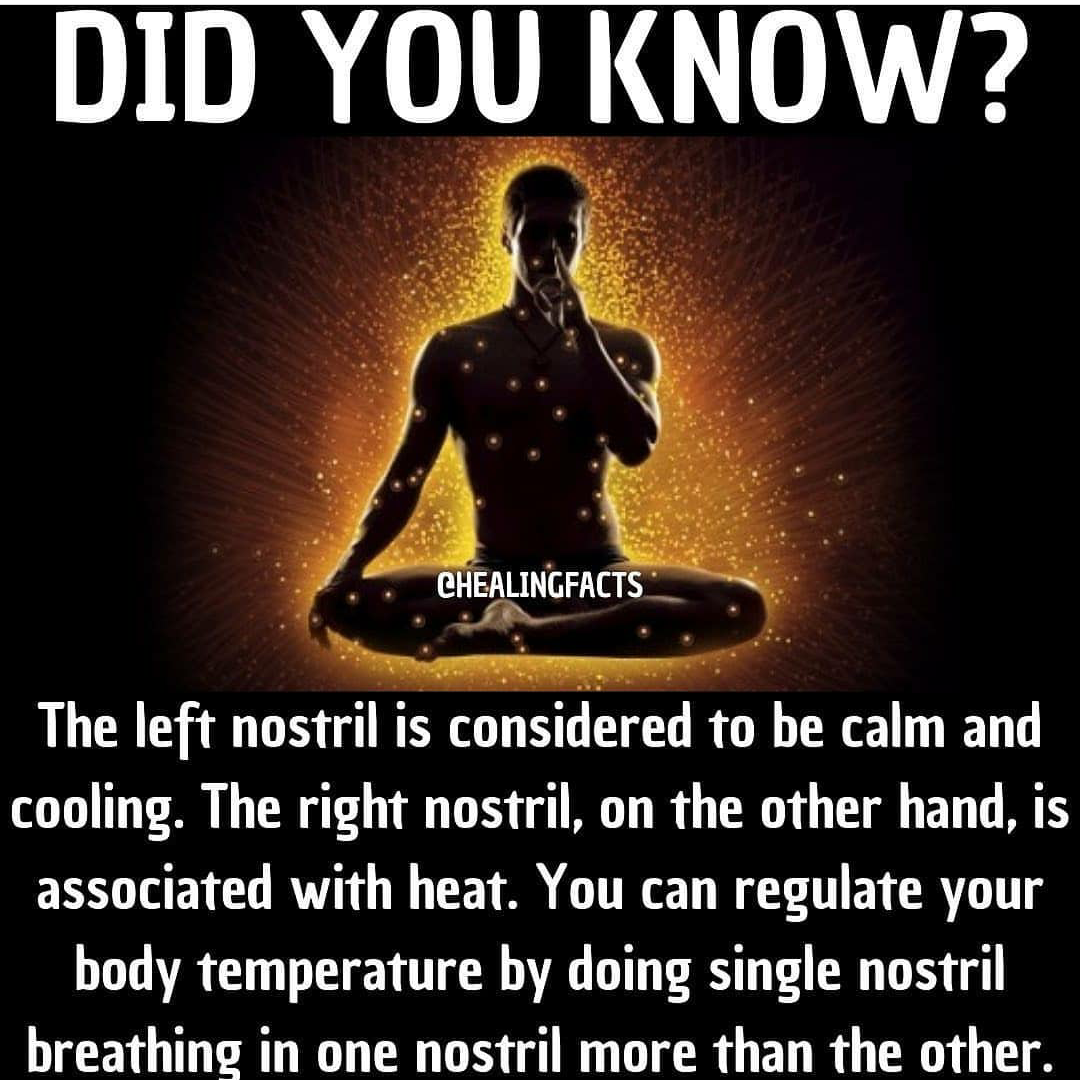 DID YOU KNOW?
@HEALINGFACTS
The left nostril is considered to be calm and
cooling. The right nostril, on the other hand, is
associated with heat. You can regulate your
body temperature by doing single nostril
breathing in one nostril more than the other.